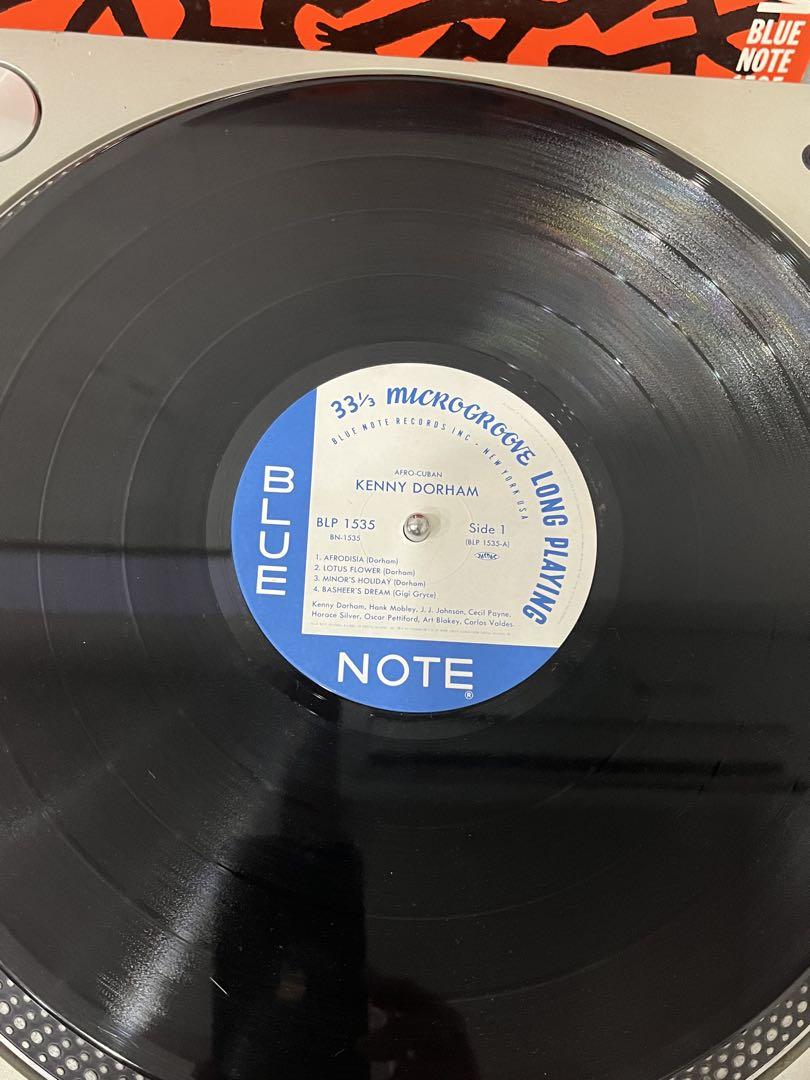 BLUE
NOTE
33 1/3 MICROGROOVE LONG PLAYING
BLUE NOTE RECORDS INC - NEW YORK USA
AFRO-CUBAN
KENNY DORHAM
BLP 1535
Side 1
BN-1535
(BLP 1535-A)
1. AFRODISIA (Dorham)
2. LOTUS FLOWER (Dorham)
3. MINOR'S HOLIDAY (Dorham)
4. BASHEER'S DREAM (Gigi Gryce)
Kenny Dorham, Hank Mobley, J. J. Johnson, Cecil Payne,
Horace Silver, Oscar Pettiford, Art Blakey, Carlos Valdes.
BLUE
NOTE®